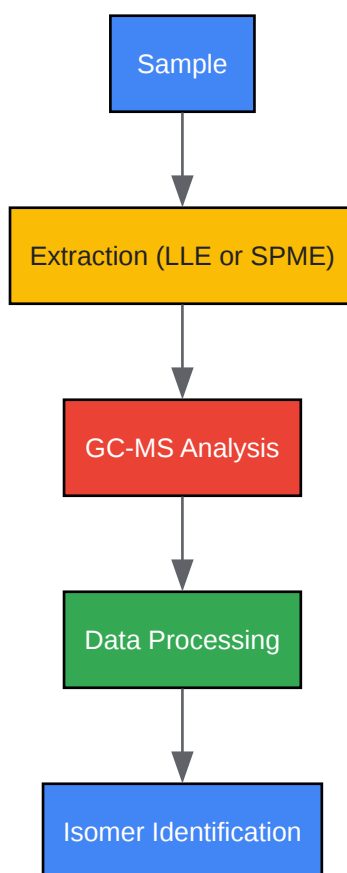 Sample
Extraction (LLE or SPME)
GC-MS Analysis
Data Processing
Isomer Identification